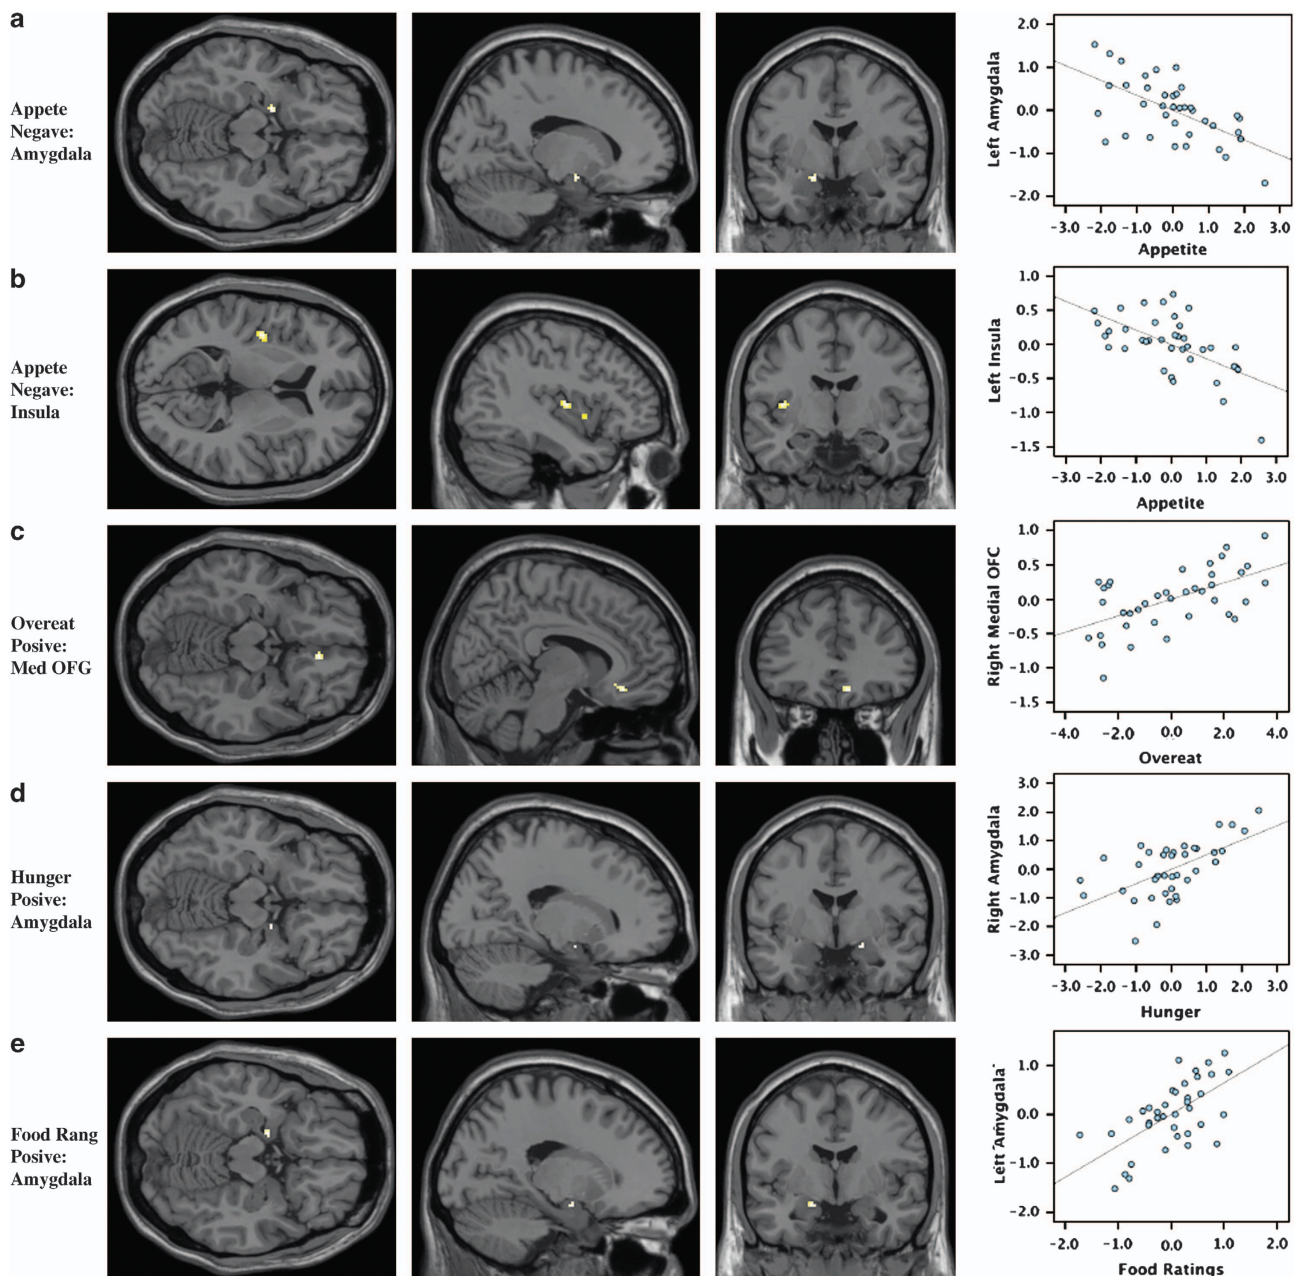 a
Appete
Negave:
Amygdala
Left Amygdala
2.0
1.0
0.0
-1.0
-2.0
-3.0 -2.0 -1.0 0.0 1.0 2.0 3.0
Appetite
b
Appete
Negave:
Insula
Left Insula
1.0
0.5
0.0
-0.5
-1.0
-1.5
-3.0 -2.0 -1.0 0.0 1.0 2.0 3.0
Appetite
c
Overeat
Posive:
Med OFG
Right Medial OFC
1.0
0.5
0.0
-0.5
-1.0
-1.5
-4.0 -2.0 0.0 2.0 4.0
Overeat
d
Hunger
Posive:
Amygdala
Right Amygdala
3.0
2.0
1.0
0.0
-1.0
-2.0
-3.0
-3.0 -2.0 -1.0 0.0 1.0 2.0 3.0
Hunger
e
Food Rang
Posive:
Amygdala
Left Amygdala
1.0
0.0
-1.0
-2.0
-2.0 -1.0 0.0 1.0 2.0
Food Ratings